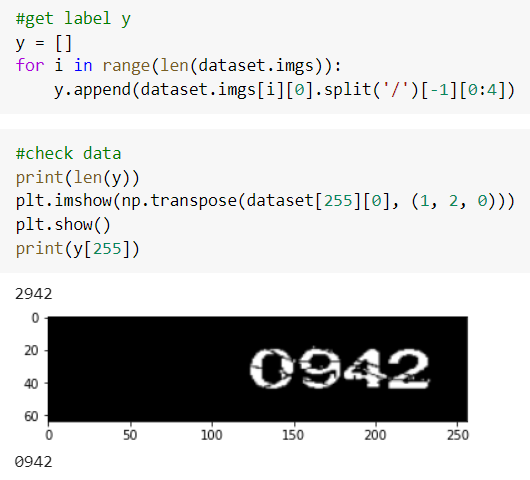 #get label y
y = []
for i in range(len(dataset.imgs)):
    y.append(dataset.imgs[i][0].split('/')[-1][0:4])
#check data
print(len(y))
plt.imshow(np.transpose(dataset[255][0], (1, 2, 0)))
plt.show()
print(y[255])
2942
0
20
40
60
0942
0 50 100 150 200 250
0942